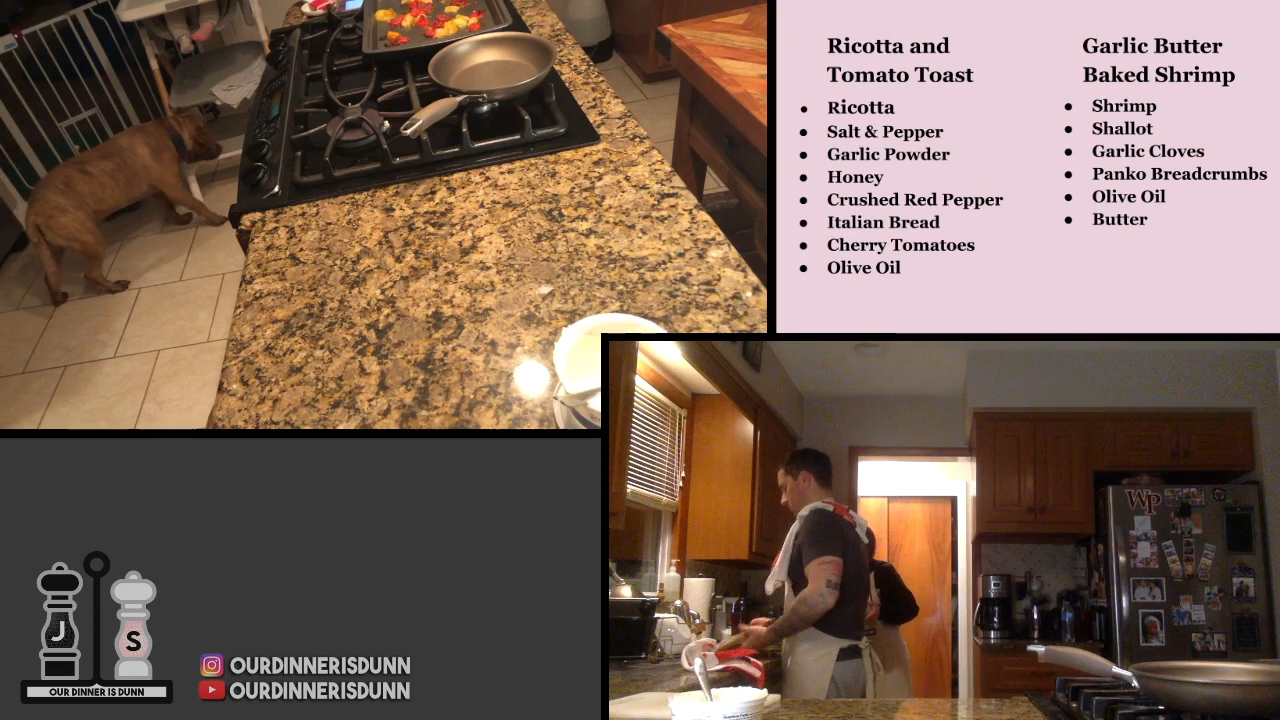 Ricotta and
Tomato Toast
Ricotta
Salt & Pepper
Garlic Powder
Honey
Crushed Red Pepper
Italian Bread
Cherry Tomatoes
Olive Oil
Garlic Butter
Baked Shrimp
Shrimp
Shallot
Garlic Cloves
Panko Breadcrumbs
Olive Oil
Butter
WP
J
S
OUR DINNER IS DUNN
OURDINNERISDUNN
OURDINNERISDUNN